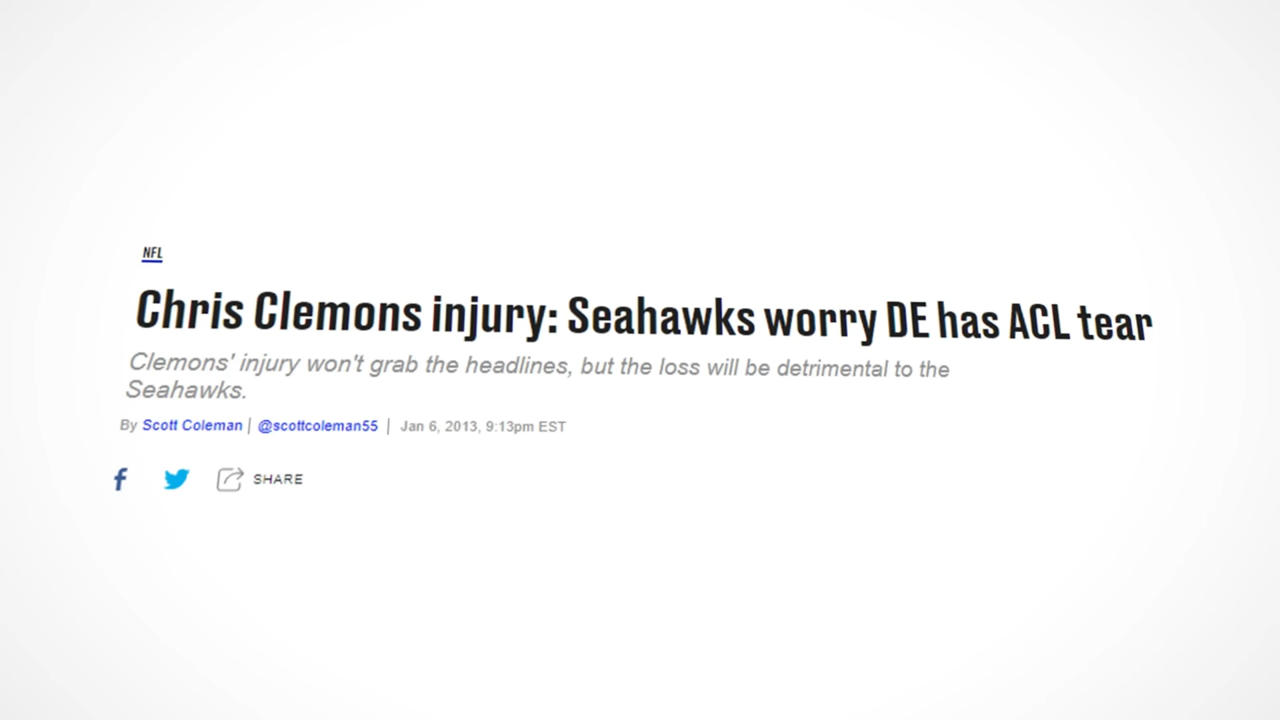 NFL
Chris Clemons injury: Seahawks worry DE has ACL tear
Clemons' injury won't grab the headlines, but the loss will be detrimental to the
Seahawks.
By Scott Coleman | @scottcoleman55 | Jan 6, 2013, 9:13pm EST
f SHARE